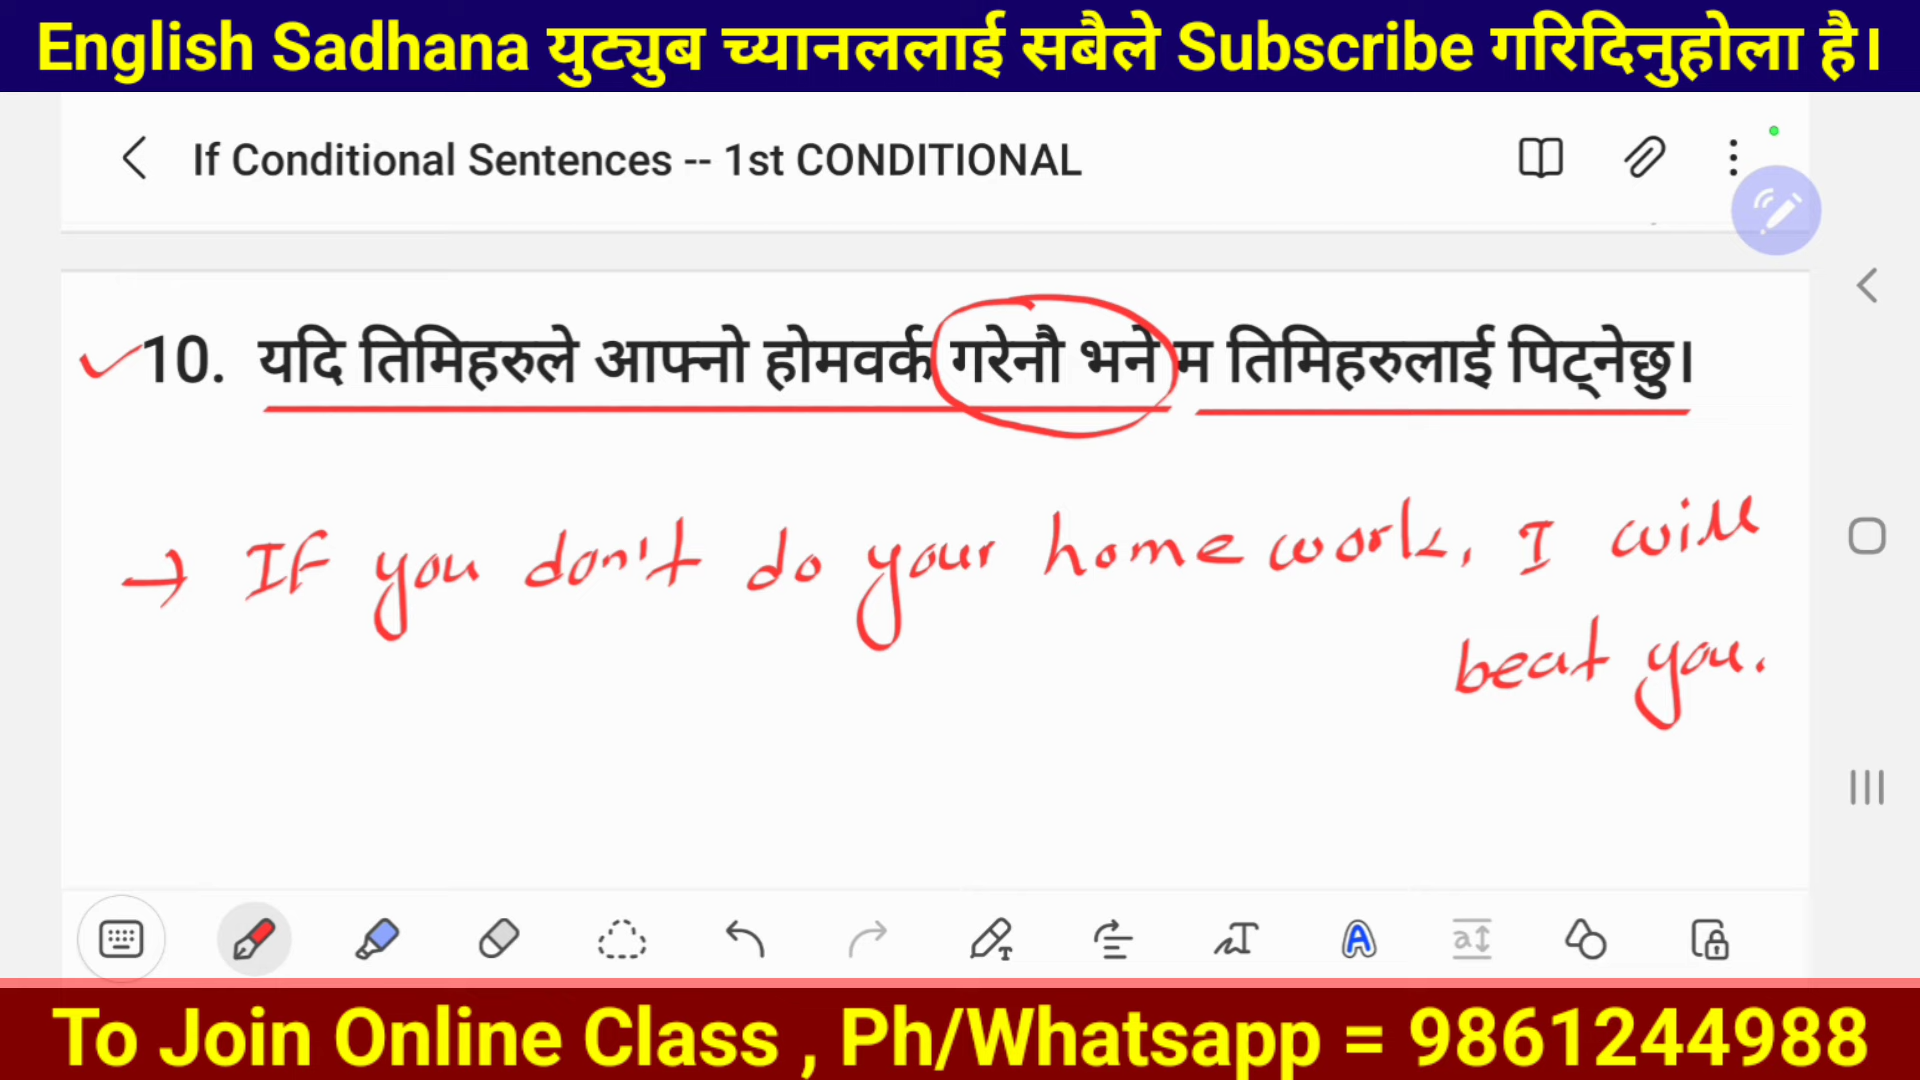 English Sadhana युट्युब च्यानललाई सबैले Subscribe गरिदिनुहोला है।
If Conditional Sentences -- 1st CONDITIONAL
10. यदि तिमिहरुले आफ्नो होमवर्क गरेनौ भने म तिमिहरुलाई पिट्नेछु।
→ If you don't do your homework, I will
beat you.
To Join Online Class , Ph/Whatsapp = 9861244988